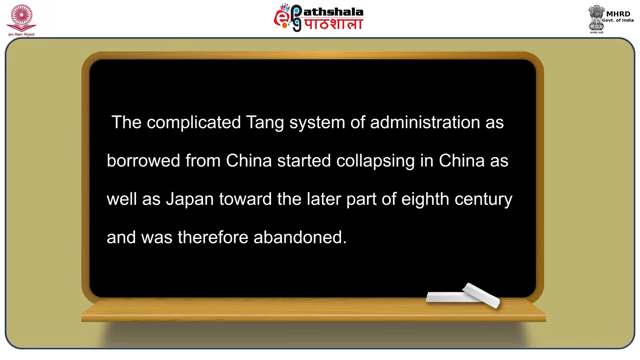 Pathshala
पाठशाला
MHRD
Govt. of India
The complicated Tang system of administration as
borrowed from China started collapsing in China as
well as Japan toward the later part of eighth century
and was therefore abandoned.